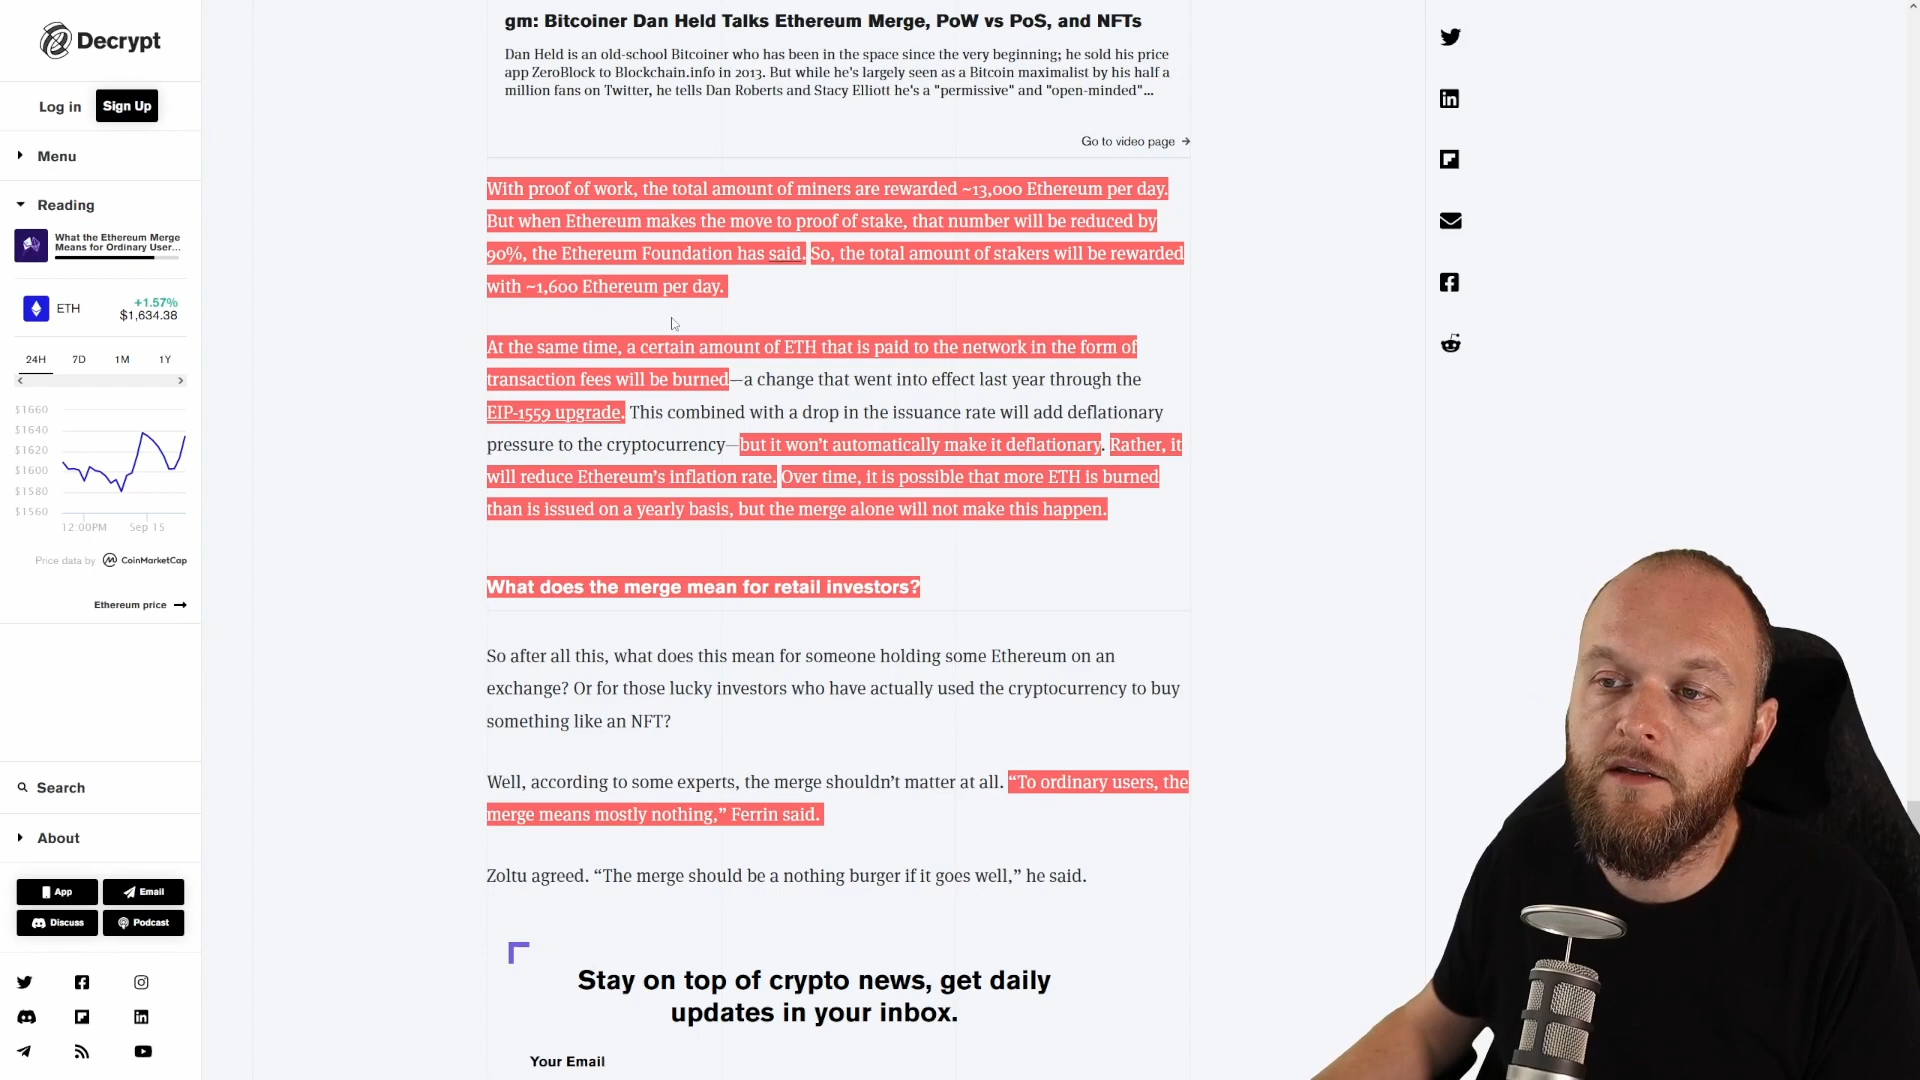 Decrypt
Log in
Sign Up
Menu
Reading
What the Ethereum Merge
Means for Ordinary User...
ETH
+1.57%
$1,634.38
24H 7D 1M 1Y
$1660
$1640
$1620
$1600
$1580
$1560
12:00PM Sep 15
Price data by CoinMarketCap
Ethereum price
Search
About
App
Email
Discuss
Podcast
gm: Bitcoiner Dan Held Talks Ethereum Merge, PoW vs PoS, and NFTs
Dan Held is an old-school Bitcoiner who has been in the space since the very beginning; he sold his price
app ZeroBlock to Blockchain.info in 2013. But while he's largely seen as a Bitcoin maximalist by his half a
million fans on Twitter, he tells Dan Roberts and Stacy Elliott he's a "permissive" and "open-minded"...
Go to video page →
With proof of work, the total amount of miners are rewarded ~13,000 Ethereum per day.
But when Ethereum makes the move to proof of stake, that number will be reduced by
90%, the Ethereum Foundation has said. So, the total amount of stakers will be rewarded
with ~1,600 Ethereum per day.
At the same time, a certain amount of ETH that is paid to the network in the form of
transaction fees will be burned—a change that went into effect last year through the
EIP-1559 upgrade. This combined with a drop in the issuance rate will add deflationary
pressure to the cryptocurrency—but it won’t automatically make it deflationary. Rather, it
will reduce Ethereum’s inflation rate. Over time, it is possible that more ETH is burned
than is issued on a yearly basis, but the merge alone will not make this happen.
What does the merge mean for retail investors?
So after all this, what does this mean for someone holding some Ethereum on an
exchange? Or for those lucky investors who have actually used the cryptocurrency to buy
something like an NFT?
Well, according to some experts, the merge shouldn’t matter at all. “To ordinary users, the
merge means mostly nothing,” Ferrin said.
Zoltu agreed. “The merge should be a nothing burger if it goes well,” he said.
Stay on top of crypto news, get daily
updates in your inbox.
Your Email